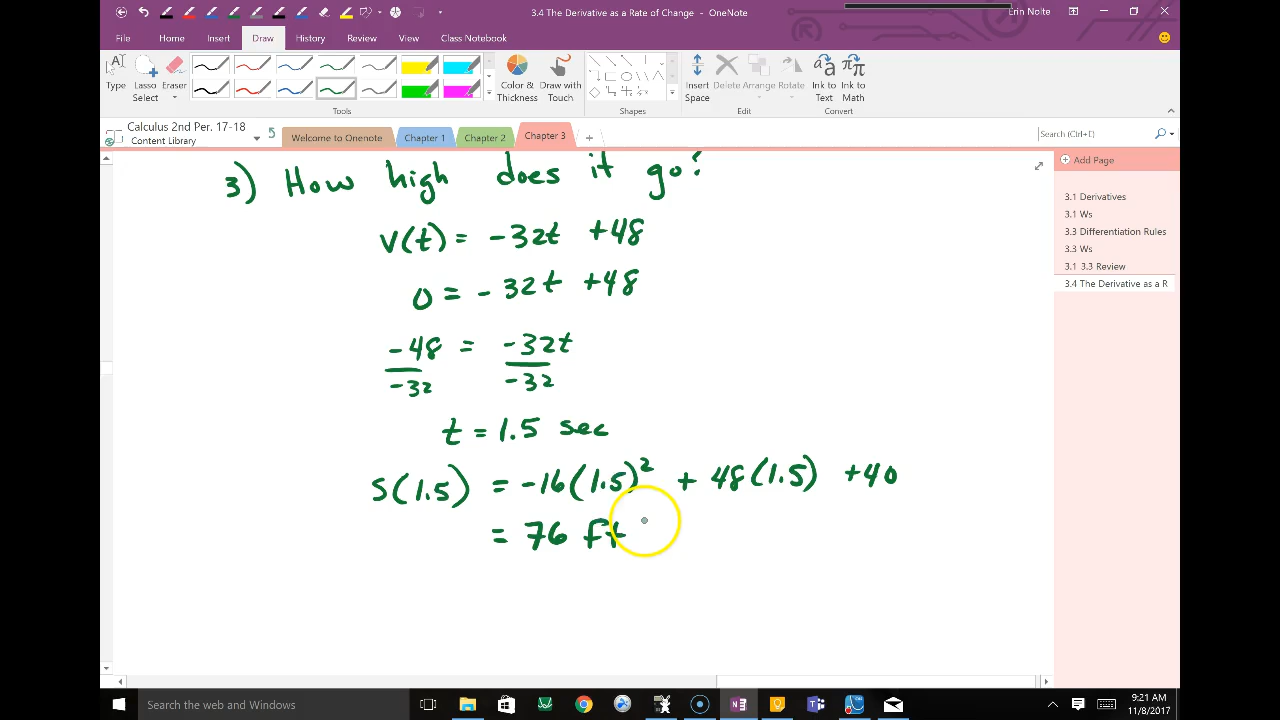 3.4 The Derivative as a Rate of Change - OneNote
Erin Nolte
File Home Insert Draw History Review View Class Notebook
Type
Lasso Select
Eraser
Color & Thickness
Draw with Touch
Insert Space
Delete
Arrange
Rotate
Ink to Text
Ink to Math
Tools
Shapes
Edit
Convert
Calculus 2nd Per. 17-18
Content Library
Welcome to Onenote
Chapter 1
Chapter 2
Chapter 3
Search (Ctrl+E)
3) How high does it go?
v(t) = -32t +48
0 = -32t +48
-48 = -32t
-32 -32
t = 1.5 sec
S(1.5) = -16(1.5)² + 48(1.5) +40
= 76 ft
Add Page
3.1 Derivatives
3.1 Ws
3.3 Differentiation Rules
3.3 Ws
3.1 3.3 Review
3.4 The Derivative as a R
Search the web and Windows
9:21 AM
11/8/2017